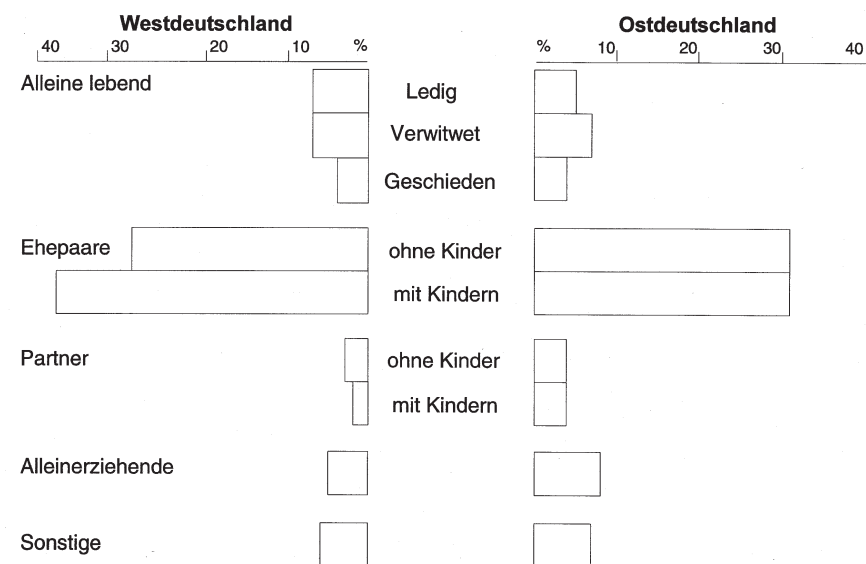 Westdeutschland Ostdeutschland
40 30 20 10 % % 10 20 30 40
Alleine lebend Ledig
Verwitwet
Geschieden
Ehepaare ohne Kinder
mit Kindern
Partner ohne Kinder
mit Kindern
Alleinerziehende
Sonstige